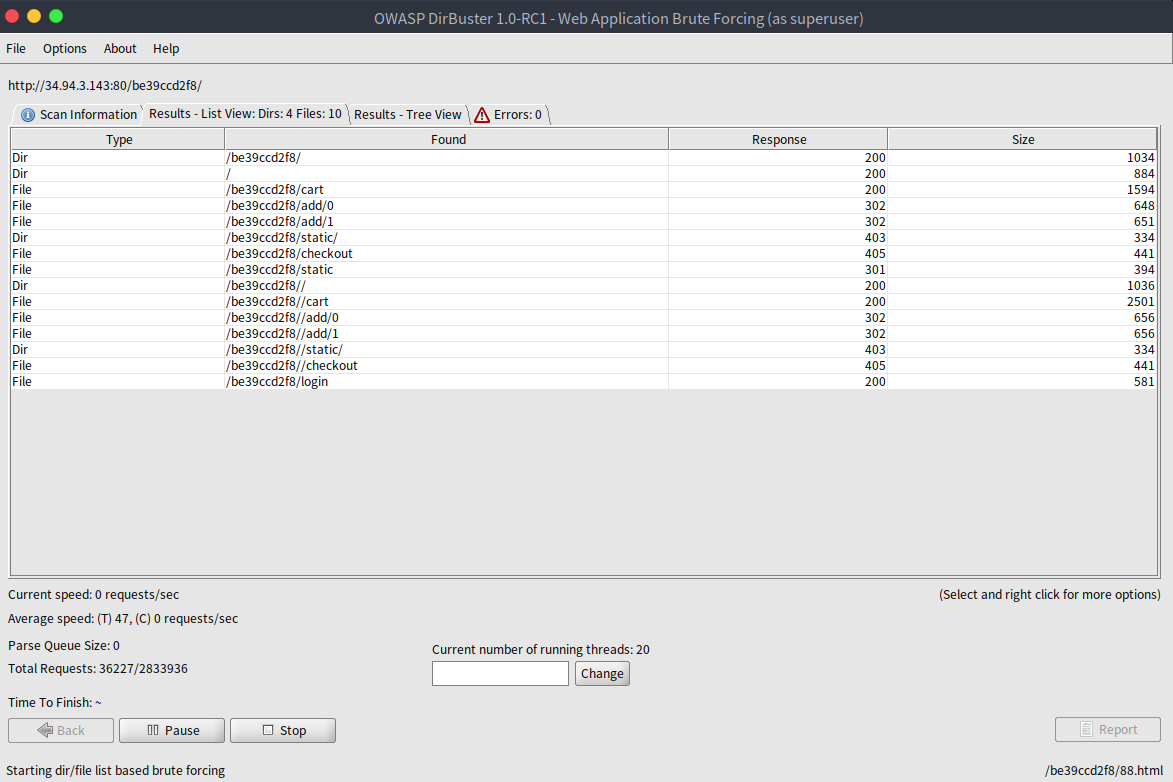 OWASP DirBuster 1.0-RC1 - Web Application Brute Forcing (as superuser)
File Options About Help
http://34.94.3.143:80/be39ccd2f8/
Scan Information Results - List View: Dirs: 4 Files: 10 Results - Tree View Errors: 0
Type Found Response Size
Dir /be39ccd2f8/ 200 1034
Dir / 200 884
File /be39ccd2f8/cart 200 1594
File /be39ccd2f8/add/0 302 648
File /be39ccd2f8/add/1 302 651
Dir /be39ccd2f8/static/ 403 334
File /be39ccd2f8/checkout 405 441
File /be39ccd2f8/static 301 394
Dir /be39ccd2f8// 200 1036
File /be39ccd2f8//cart 200 2501
File /be39ccd2f8//add/0 302 656
File /be39ccd2f8//add/1 302 656
Dir /be39ccd2f8//static/ 403 334
File /be39ccd2f8//checkout 405 441
File /be39ccd2f8/login 200 581
Current speed: 0 requests/sec (Select and right click for more options)
Average speed: (T) 47, (C) 0 requests/sec
Parse Queue Size: 0 Current number of running threads: 20
Total Requests: 36227/2833936 Change
Time To Finish: ~
Back Pause Stop Report
Starting dir/file list based brute forcing /be39ccd2f8/88.html